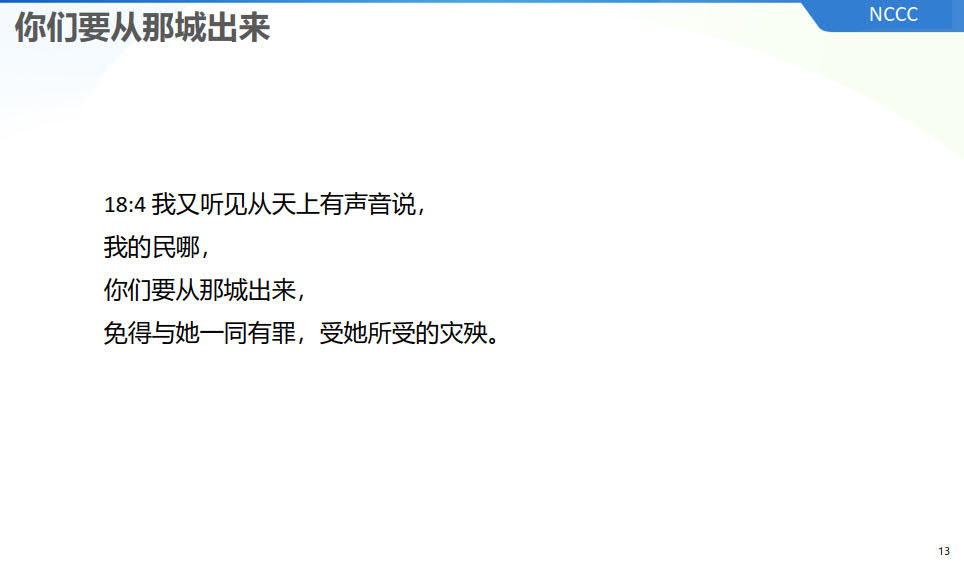 你们要从那城出来
NCCC
18:4 我又听见从天上有声音说，
我的民哪，
你们要从那城出来，
免得与她一同有罪，受她所受的灾殃。
13